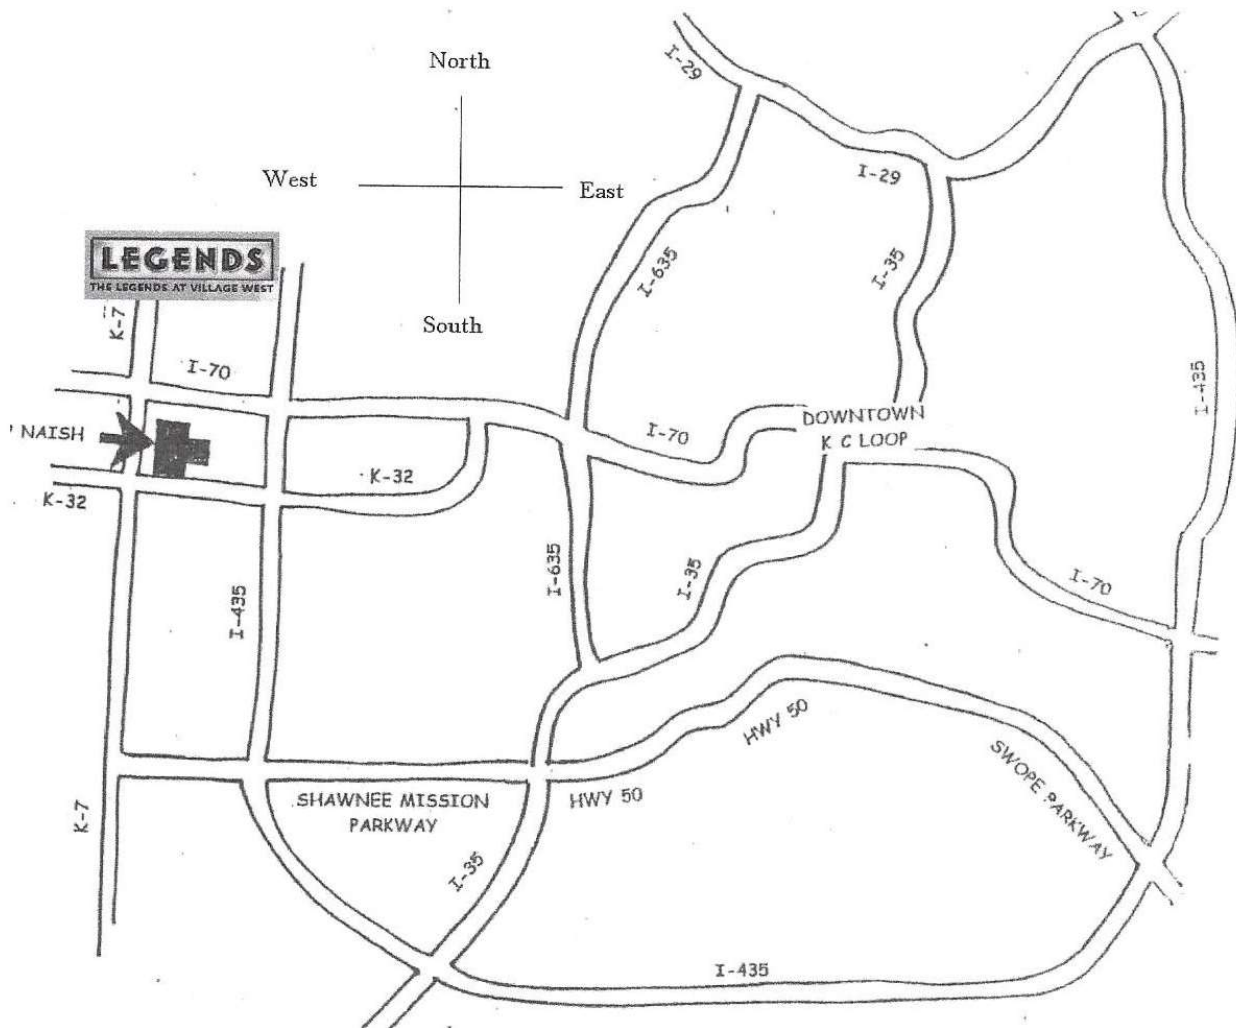 North
I-29
West
East
I-29
LEGENDS
THE LEGENDS AT VILLAGE WEST
I-635
I-35
South
K-7
I-70
I-435
DOWNTOWN
K C LOOP
NAISH
I-70
K-32
K-32
I-635
I-35
I-70
I-435
HWY 50
SWOPE PARKWAY
SHAWNEE MISSION
PARKWAY
HWY 50
K-7
I-35
I-435